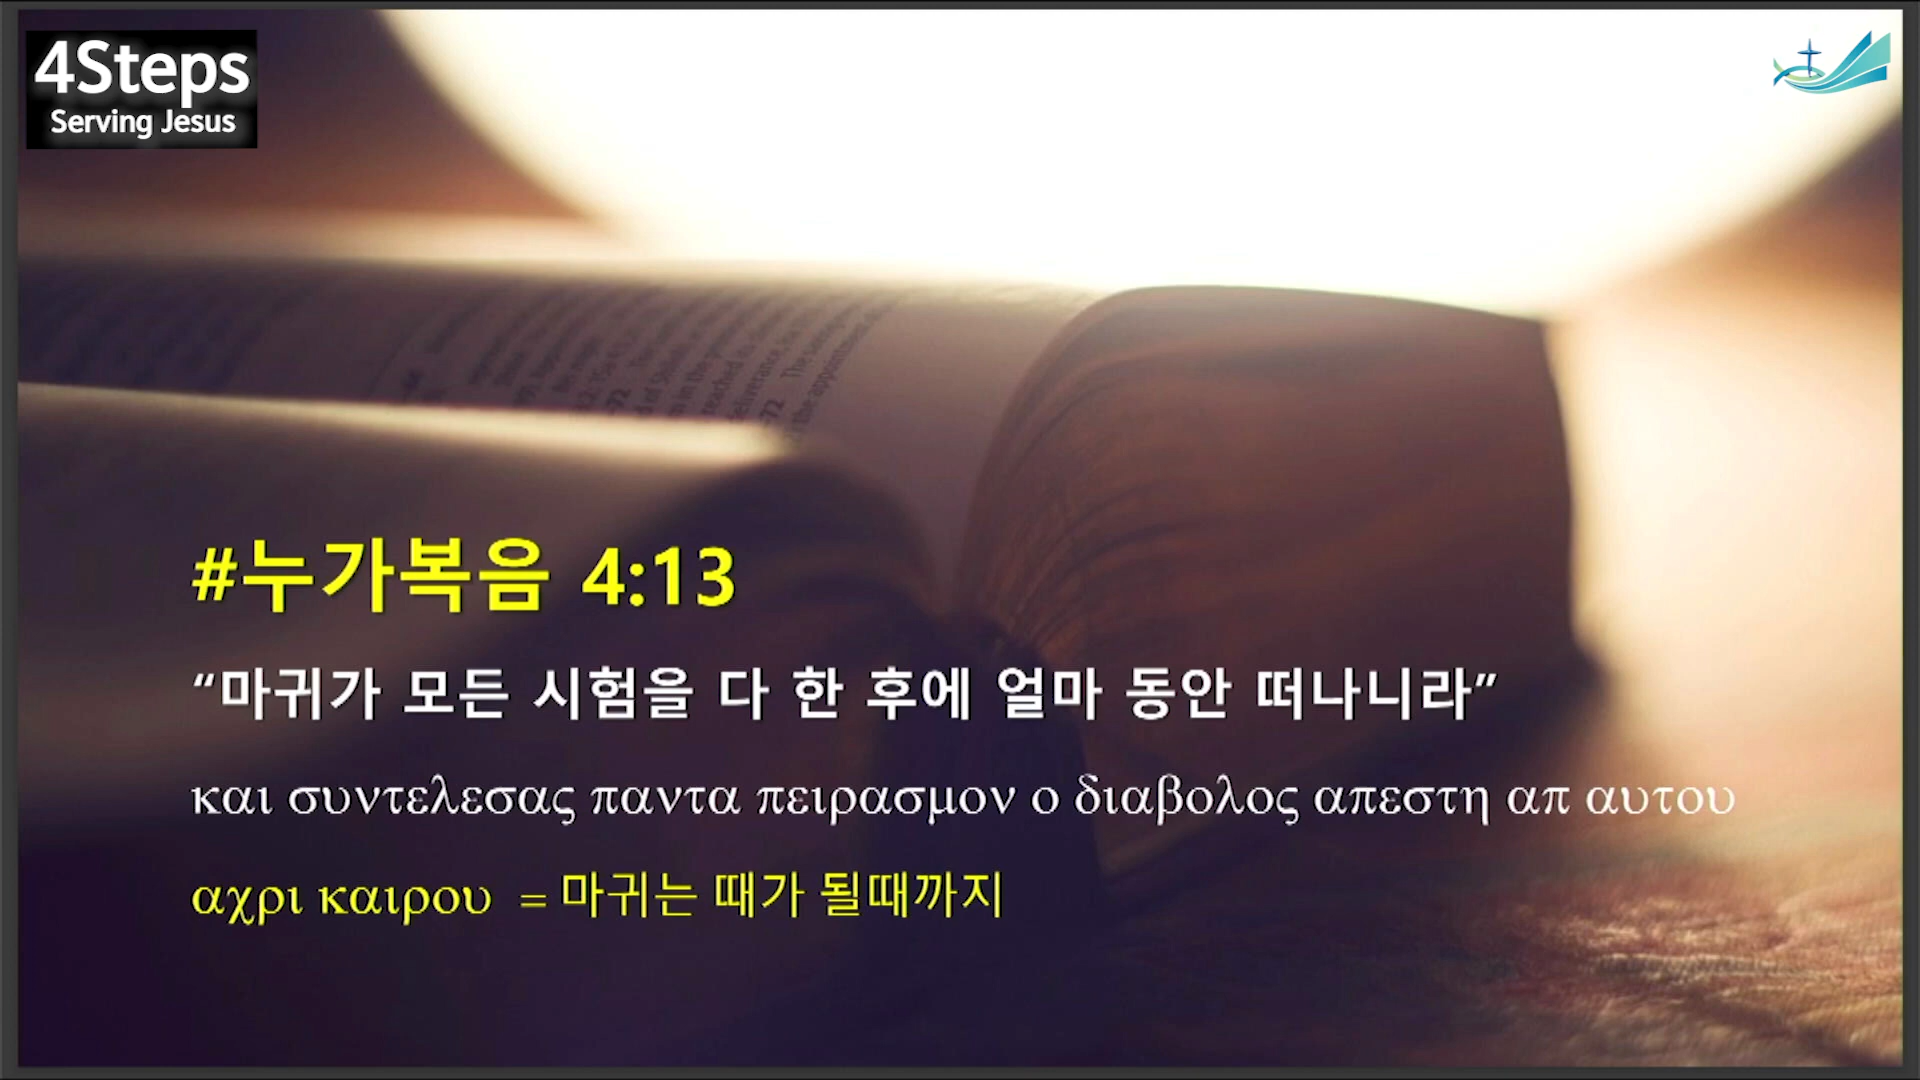 4Steps
Serving Jesus
#누가복음 4:13
“마귀가 모든 시험을 다 한 후에 얼마 동안 떠나니라”
και συντελεσας παντα πειρασμον ο διαβολος απεστη απ αυτου
αχρι καιρου = 마귀는 때가 될때까지